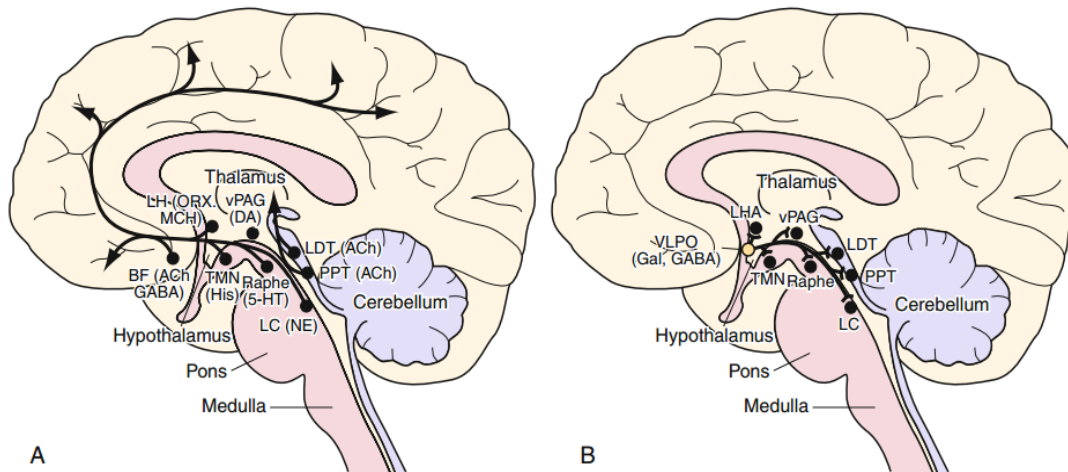 Thalamus
LH (ORX.
MCH)
vPAG
(DA)
LDT (ACh)
BF (ACh
GABA)
TMN
(His)
Raphe
(5-HT)
PPT (ACh)
Cerebellum
LC (NE)
Hypothalamus
Pons
Medulla
A
Thalamus
LHA
vPAG
VLPO
(Gal, GABA)
LDT
TMN
Raphe
PPT
Cerebellum
LC
Hypothalamus
Pons
Medulla
B